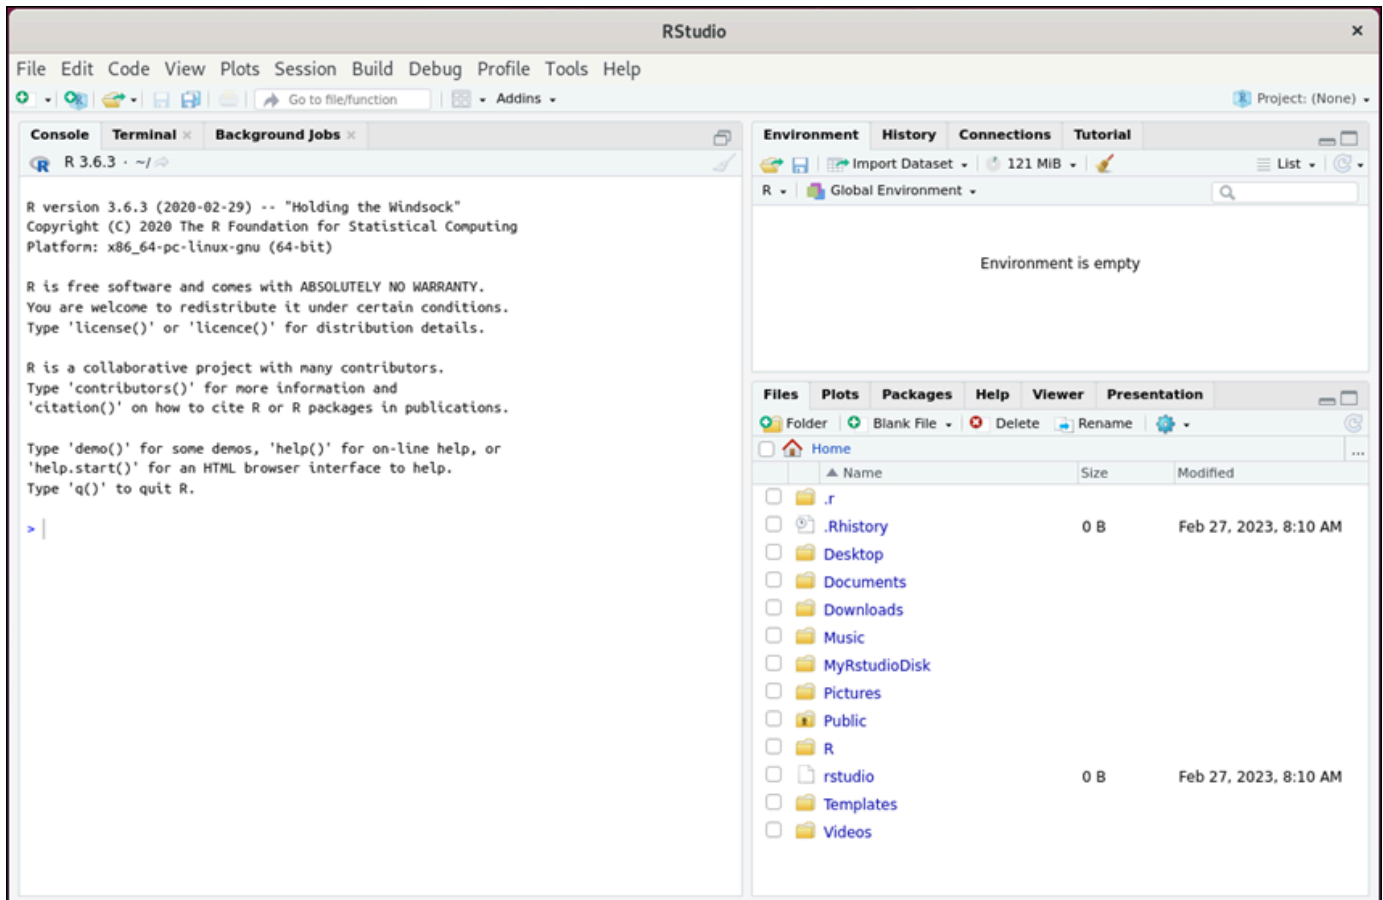 RStudio
File Edit Code View Plots Session Build Debug Profile Tools Help
Go to file/function Addins Project: (None)
Console Terminal Background Jobs
R 3.6.3 · ~/
R version 3.6.3 (2020-02-29) -- "Holding the Windsock"
Copyright (C) 2020 The R Foundation for Statistical Computing
Platform: x86_64-pc-linux-gnu (64-bit)
R is free software and comes with ABSOLUTELY NO WARRANTY.
You are welcome to redistribute it under certain conditions.
Type 'license()' or 'licence()' for distribution details.
R is a collaborative project with many contributors.
Type 'contributors()' for more information and
'citation()' on how to cite R or R packages in publications.
Type 'demo()' for some demos, 'help()' for on-line help, or
'help.start()' for an HTML browser interface to help.
Type 'q()' to quit R.
>
Environment History Connections Tutorial
Import Dataset 121 MiB List
R Global Environment
Environment is empty
Files Plots Packages Help Viewer Presentation
Folder Blank File Delete Rename
Home ...
Name Size Modified
.r
.Rhistory 0 B Feb 27, 2023, 8:10 AM
Desktop
Documents
Downloads
Music
MyRstudioDisk
Pictures
Public
R
rstudio 0 B Feb 27, 2023, 8:10 AM
Templates
Videos